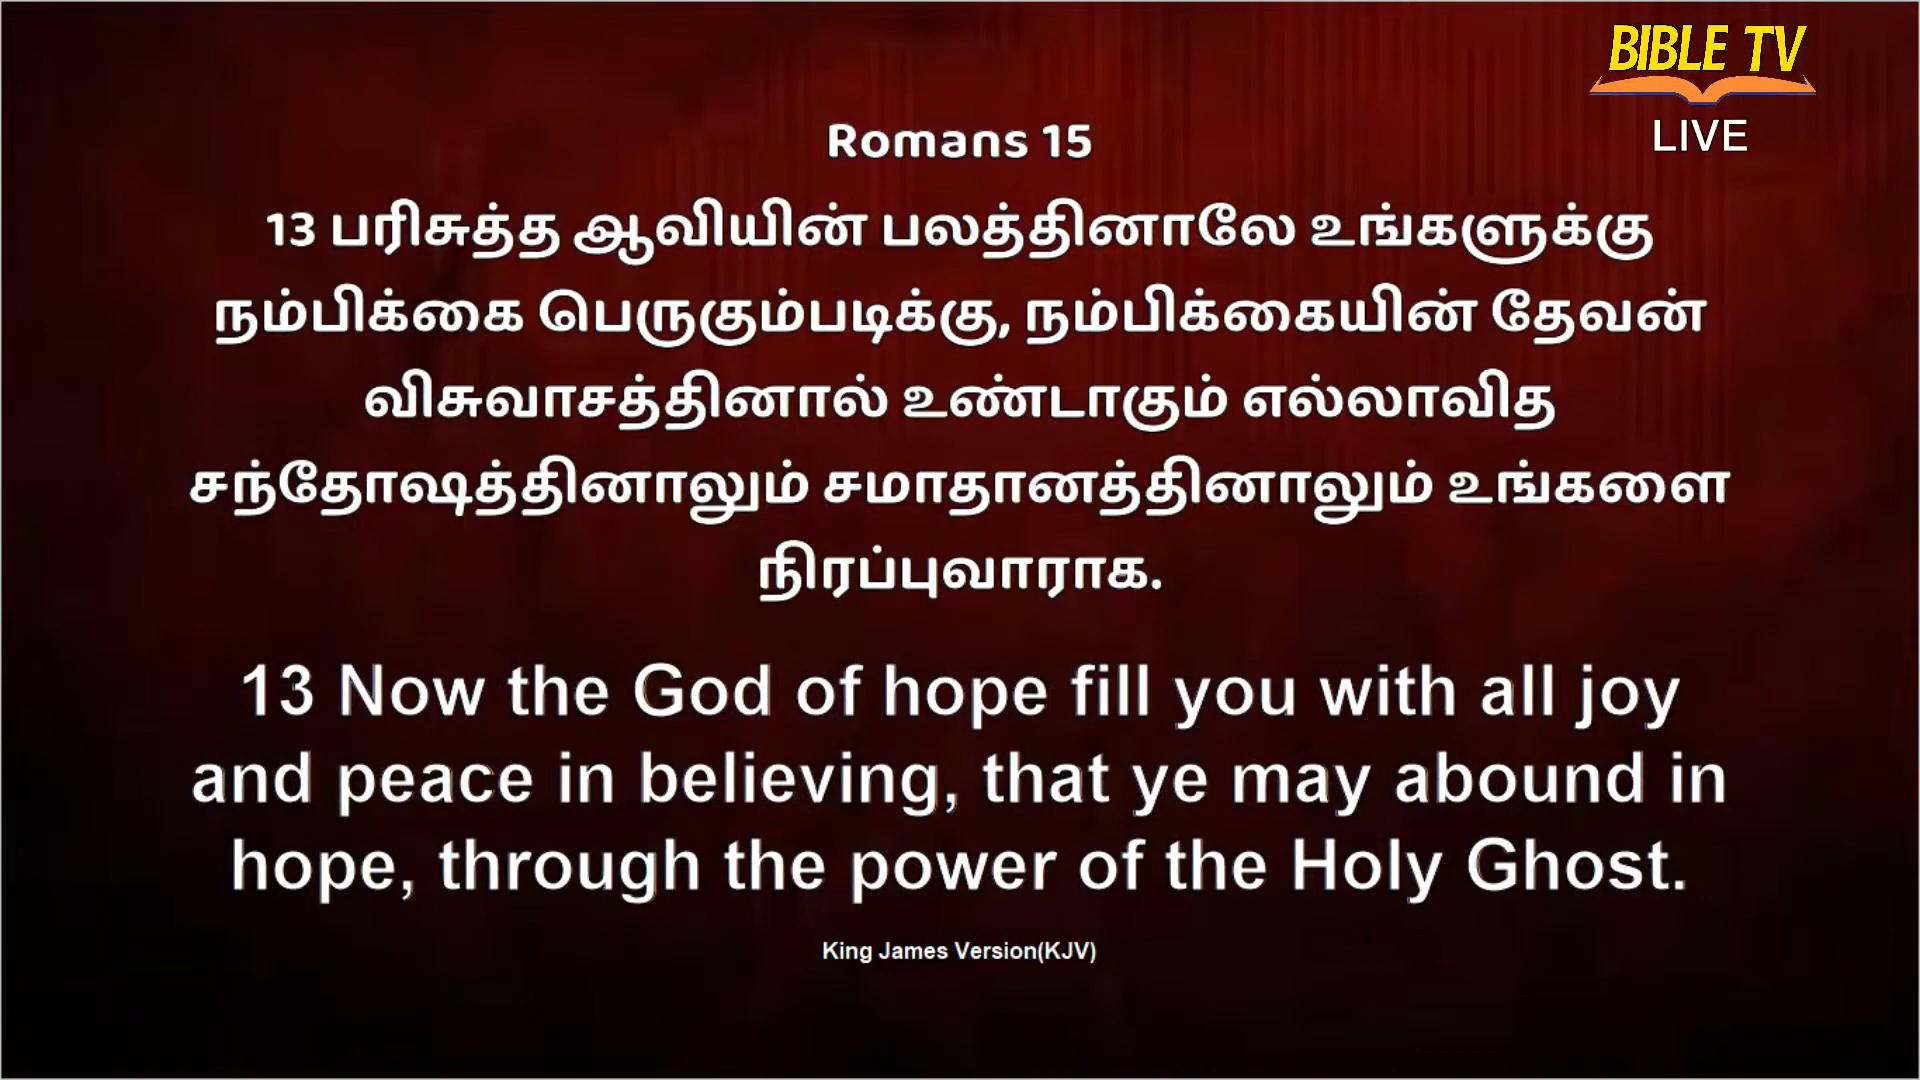 BIBLE TV
LIVE
Romans 15
13 பரிசுத்த ஆவியின் பலத்தினாலே உங்களுக்கு
நம்பிக்கை பெருகும்படிக்கு, நம்பிக்கையின் தேவன்
விசுவாசத்தினால் உண்டாகும் எல்லாவித
சந்தோஷத்தினாலும் சமாதானத்தினாலும் உங்களை
நிரப்புவாராக.
13 Now the God of hope fill you with all joy
and peace in believing, that ye may abound in
hope, through the power of the Holy Ghost.
King James Version(KJV)